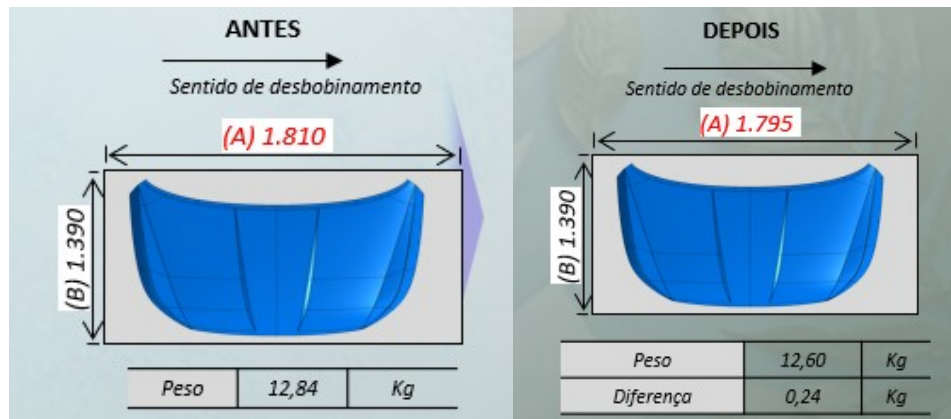 ANTES
Sentido de desbobinamento
(A) 1.810
(B) 1.390
Peso 12,84 Kg
DEPOIS
Sentido de desbobinamento
(A) 1.795
(B) 1.390
Peso 12,60 Kg
Diferença 0,24 Kg